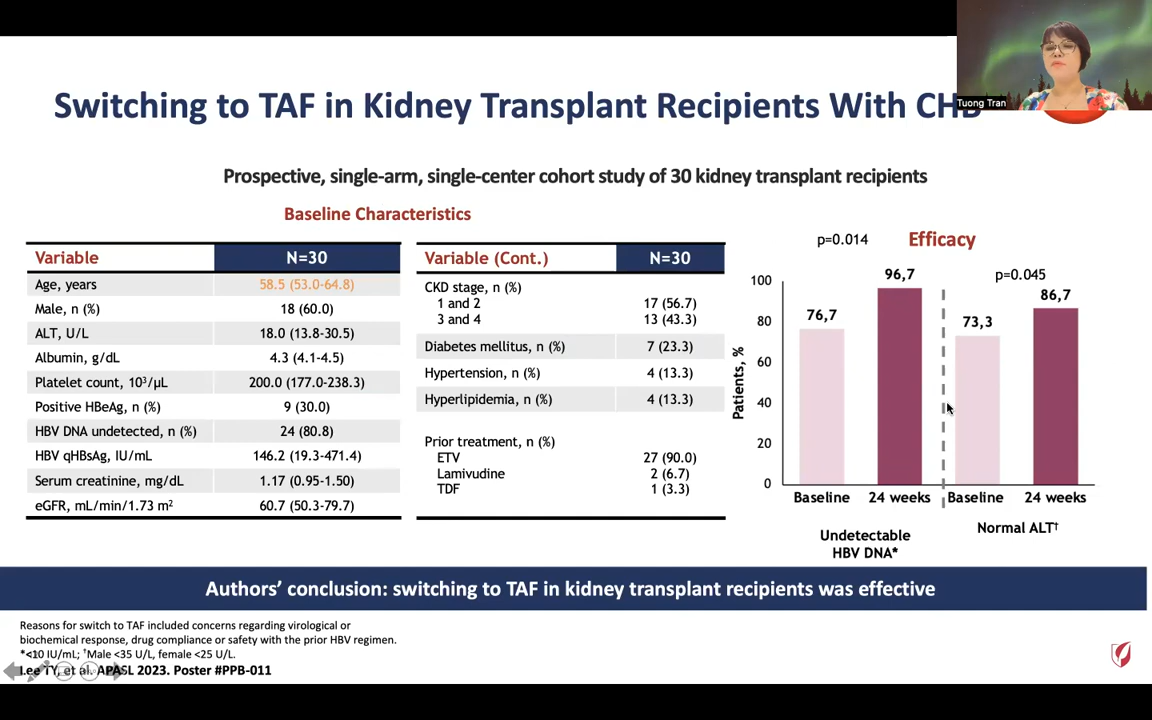 Tuong Tran
Switching to TAF in Kidney Transplant Recipients With CHB
Prospective, single-arm, single-center cohort study of 30 kidney transplant recipients
Baseline Characteristics
Variable N=30
Age, years 58.5 (53.0-64.8)
Male, n (%) 18 (60.0)
ALT, U/L 18.0 (13.8-30.5)
Albumin, g/dL 4.3 (4.1-4.5)
Platelet count, 10³/µL 200.0 (177.0-238.3)
Positive HBeAg, n (%) 9 (30.0)
HBV DNA undetected, n (%) 24 (80.8)
HBV qHBsAg, IU/mL 146.2 (19.3-471.4)
Serum creatinine, mg/dL 1.17 (0.95-1.50)
eGFR, mL/min/1.73 m² 60.7 (50.3-79.7)
Variable (Cont.) N=30
CKD stage, n (%)
1 and 2 17 (56.7)
3 and 4 13 (43.3)
Diabetes mellitus, n (%) 7 (23.3)
Hypertension, n (%) 4 (13.3)
Hyperlipidemia, n (%) 4 (13.3)
Prior treatment, n (%)
ETV 27 (90.0)
Lamivudine 2 (6.7)
TDF 1 (3.3)
Efficacy
p=0.014
p=0.045
Patients, %
100
80
60
40
20
0
76,7
96,7
73,3
86,7
Baseline 24 weeks Baseline 24 weeks
Undetectable
HBV DNA*
Normal ALT†
Authors' conclusion: switching to TAF in kidney transplant recipients was effective
Reasons for switch to TAF included concerns regarding virological or
biochemical response, drug compliance or safety with the prior HBV regimen.
*<10 IU/mL; †Male <35 U/L, female <25 U/L.
Lee TY, et al. APASL 2023. Poster #PPB-011